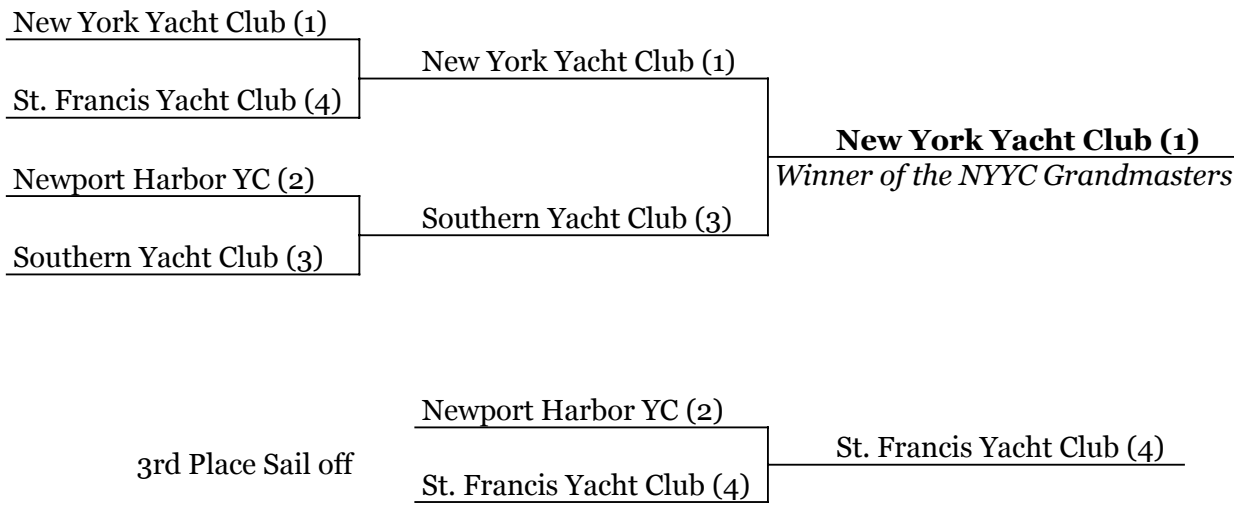 New York Yacht Club (1)
New York Yacht Club (1)
St. Francis Yacht Club (4)
New York Yacht Club (1)
Winner of the NYYC Grandmasters
Newport Harbor YC (2)
Southern Yacht Club (3)
Southern Yacht Club (3)
Newport Harbor YC (2)
3rd Place Sail off
St. Francis Yacht Club (4)
St. Francis Yacht Club (4)